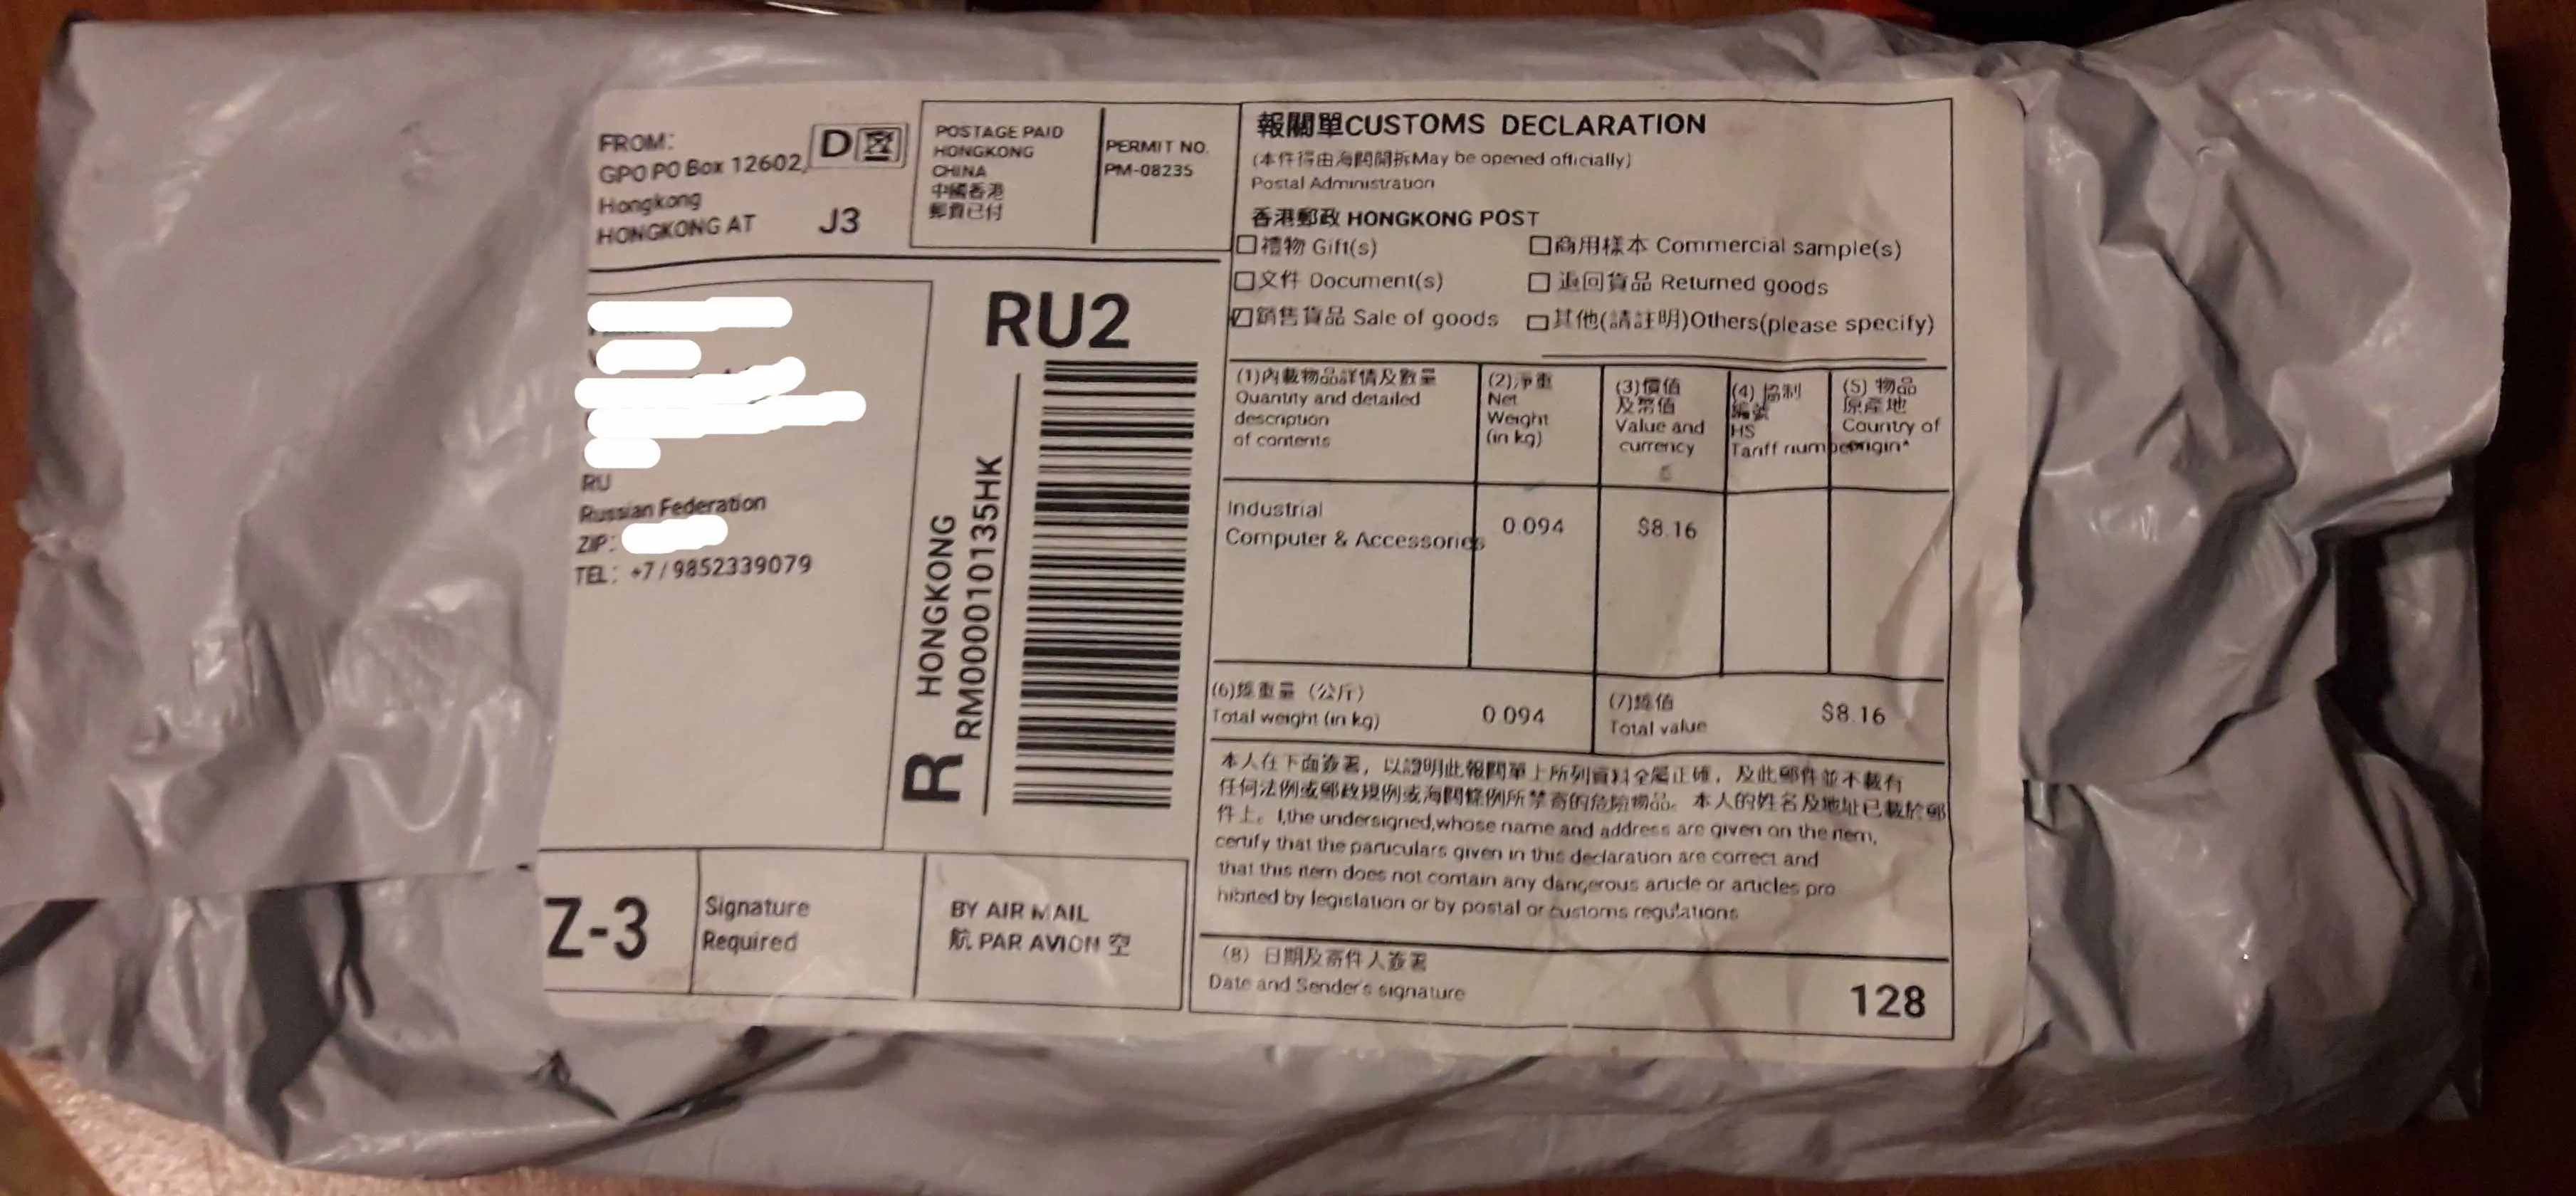 FROM:
GPO PO Box 12602,
Hongkong
HONGKONG AT
D
J3
POSTAGE PAID
HONGKONG
CHINA
中國香港
郵費已付
PERMIT NO.
PM-08235
RU
Russian Federation
ZIP:
TEL: +7/9852339079
RU2
R
HONGKONG
RM000010135HK
Z-3
Signature
Required
BY AIR MAIL
航 PAR AVION 空
報關單CUSTOMS DECLARATION
(本件得由海關開拆May be opened officially)
Postal Administration
香港郵政 HONGKONG POST
禮物 Gift(s)
商用樣本 Commercial sample(s)
文件 Document(s)
退回貨品 Returned goods
銷售貨品 Sale of goods
其他(請註明)Others(please specify)
(1)內載物品詳情及數量
Quantity and detailed
description
of contents
(2)淨重
Net
Weight
(in kg)
(3)價值
及幣值
Value and
currency
(4) 協制
編號
HS
Tariff number
(5) 物品
原產地
Country of
origin*
Industrial
Computer & Accessories
0.094
$8.16
(6)總重量 (公斤)
Total weight (in kg)
0.094
(7)總值
Total value
$8.16
本人在下面簽署，以證明此報關單上所列資料全屬正確，及此郵件並不載有
任何法例或郵政規例或海關條例所禁寄的危險物品。本人的姓名及地址已載於郵
件上。I,the undersigned,whose name and address are given on the item,
certify that the particulars given in this declaration are correct and
that this item does not contain any dangerous article or articles pro
hibited by legislation or by postal or customs regulations
(8) 日期及寄件人簽署
Date and Sender's signature
128